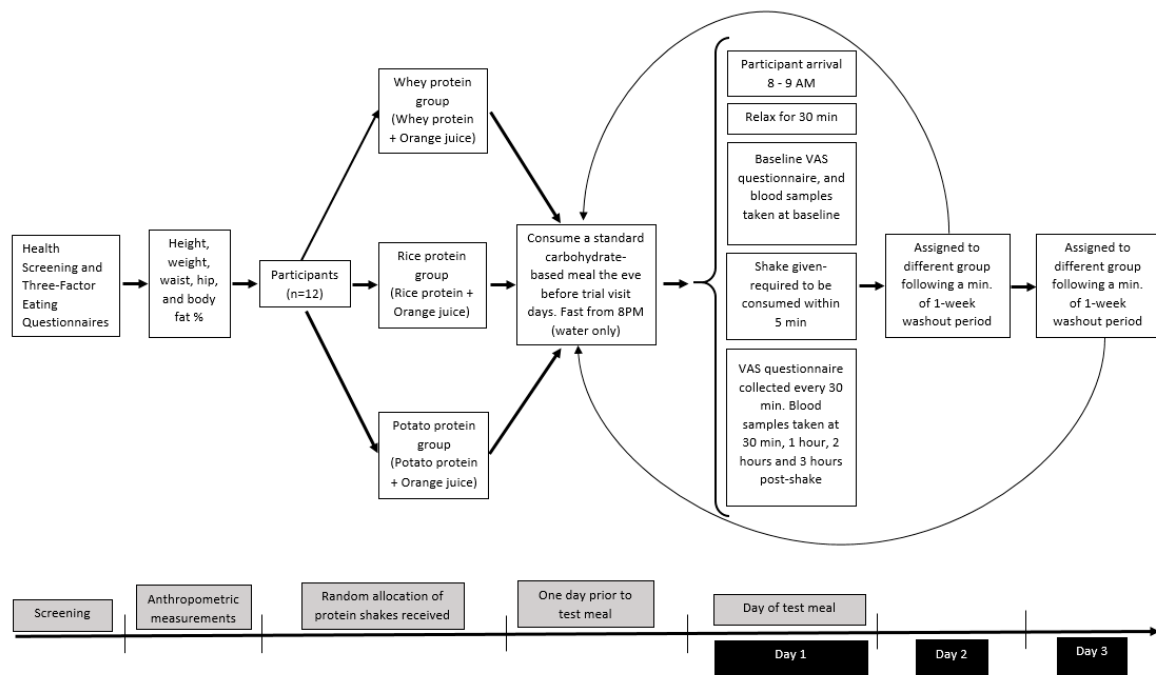 Health
Screening and
Three-Factor
Eating
Questionnaires
Height,
weight,
waist, hip,
and body
fat %
Participants
(n=12)
Whey protein
group
(Whey protein
+ Orange juice)
Rice protein
group
(Rice protein +
Orange juice)
Potato protein
group
(Potato protein
+ Orange juice)
Consume a standard
carbohydrate-
based meal the eve
before trial visit
days. Fast from 8PM
(water only)
Participant arrival
8 - 9 AM
Relax for 30 min
Baseline VAS
questionnaire, and
blood samples
taken at baseline
Shake given-
required to be
consumed within
5 min
VAS questionnaire
collected every 30
min. Blood
samples taken at
30 min, 1 hour, 2
hours and 3 hours
post-shake
Assigned to
different group
following a min.
of 1-week
washout period)
Assigned to
different group
following a min.
of 1-week
washout period)
Screening
Anthropometric
measurements
Random allocation of
protein shakes received
One day prior to
test meal
Day of test meal
Day 1
Day 2
Day 3